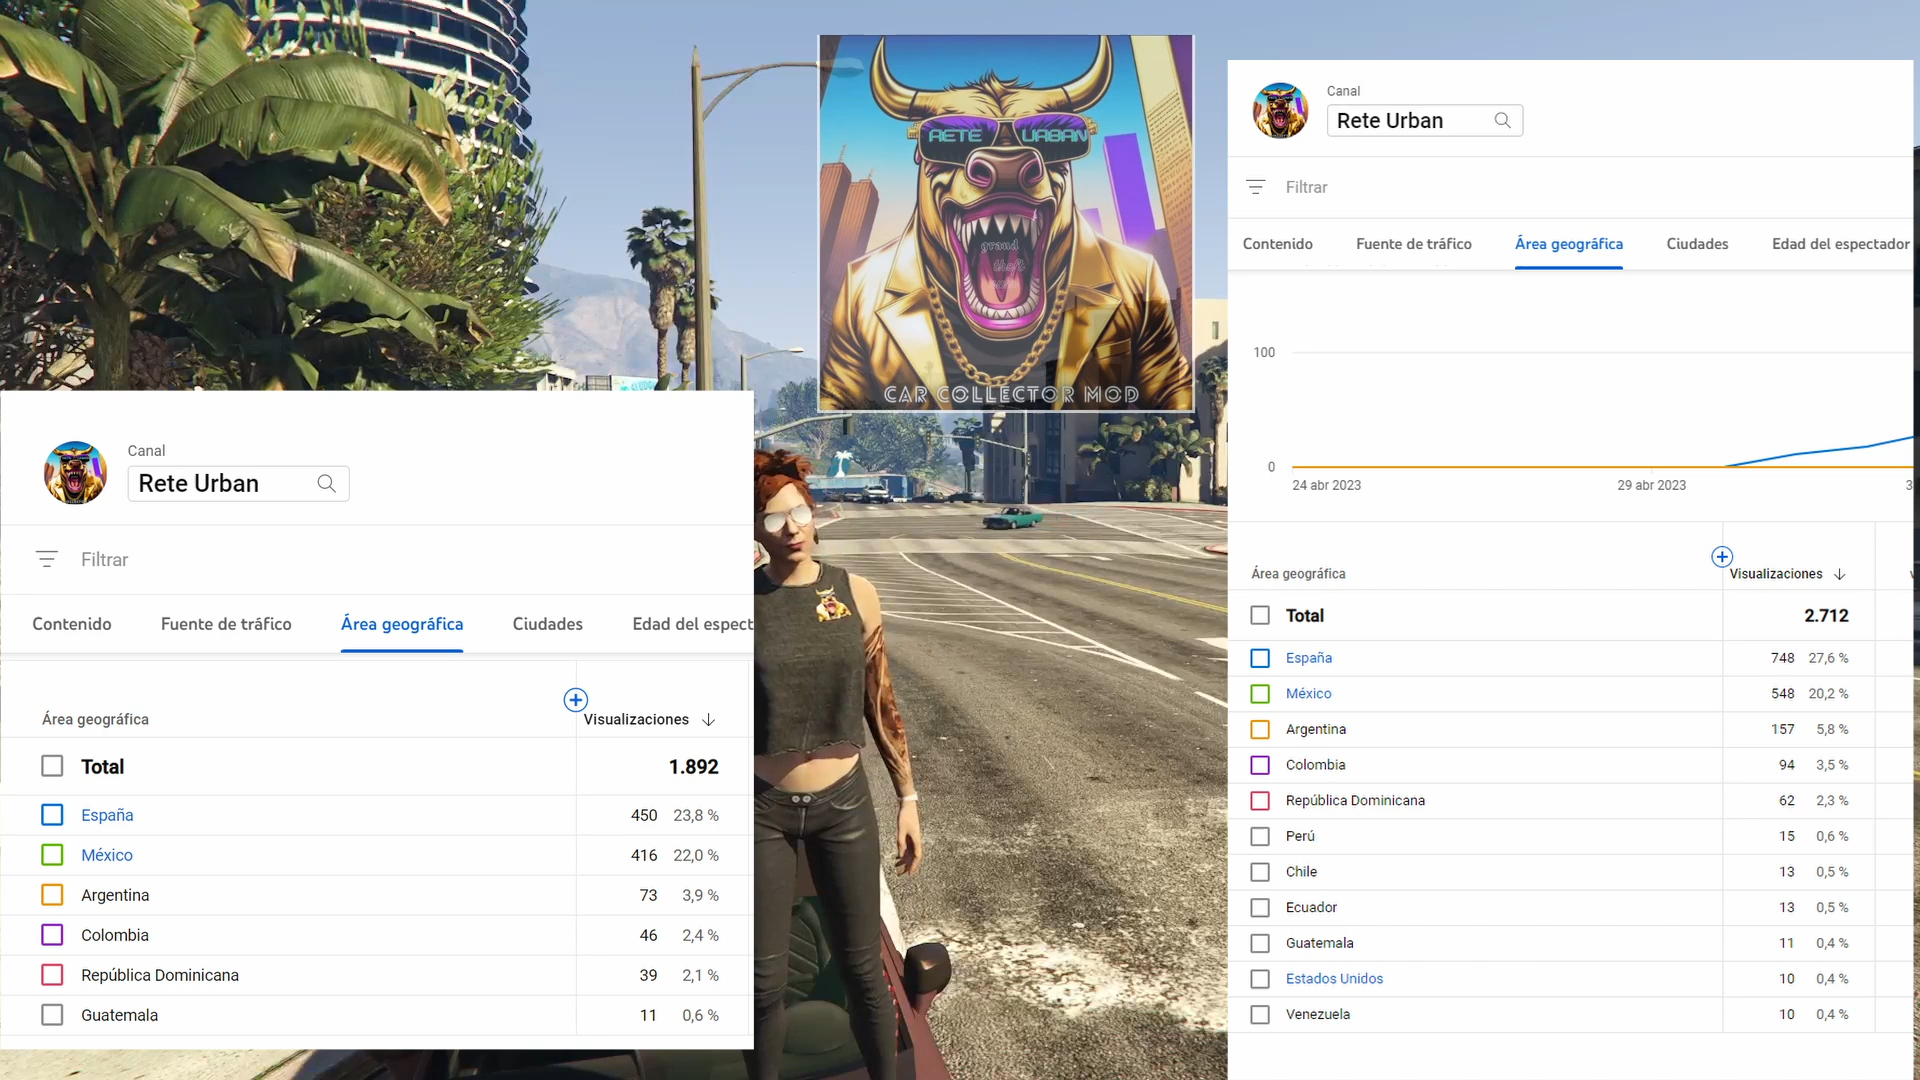 RETE URBAN
grand
theft
CAR COLLECTOR MOD
Canal
Rete Urban
Filtrar
Contenido Fuente de tráfico Área geográfica Ciudades Edad del espect
Área geográfica Visualizaciones
Total 1.892
España 450 23,8 %
México 416 22,0 %
Argentina 73 3,9 %
Colombia 46 2,4 %
República Dominicana 39 2,1 %
Guatemala 11 0,6 %
Canal
Rete Urban
Filtrar
Contenido Fuente de tráfico Área geográfica Ciudades Edad del espectador
100
0
24 abr 2023 29 abr 2023 3
Área geográfica Visualizaciones
Total 2.712
España 748 27,6 %
México 548 20,2 %
Argentina 157 5,8 %
Colombia 94 3,5 %
República Dominicana 62 2,3 %
Perú 15 0,6 %
Chile 13 0,5 %
Ecuador 13 0,5 %
Guatemala 11 0,4 %
Estados Unidos 10 0,4 %
Venezuela 10 0,4 %